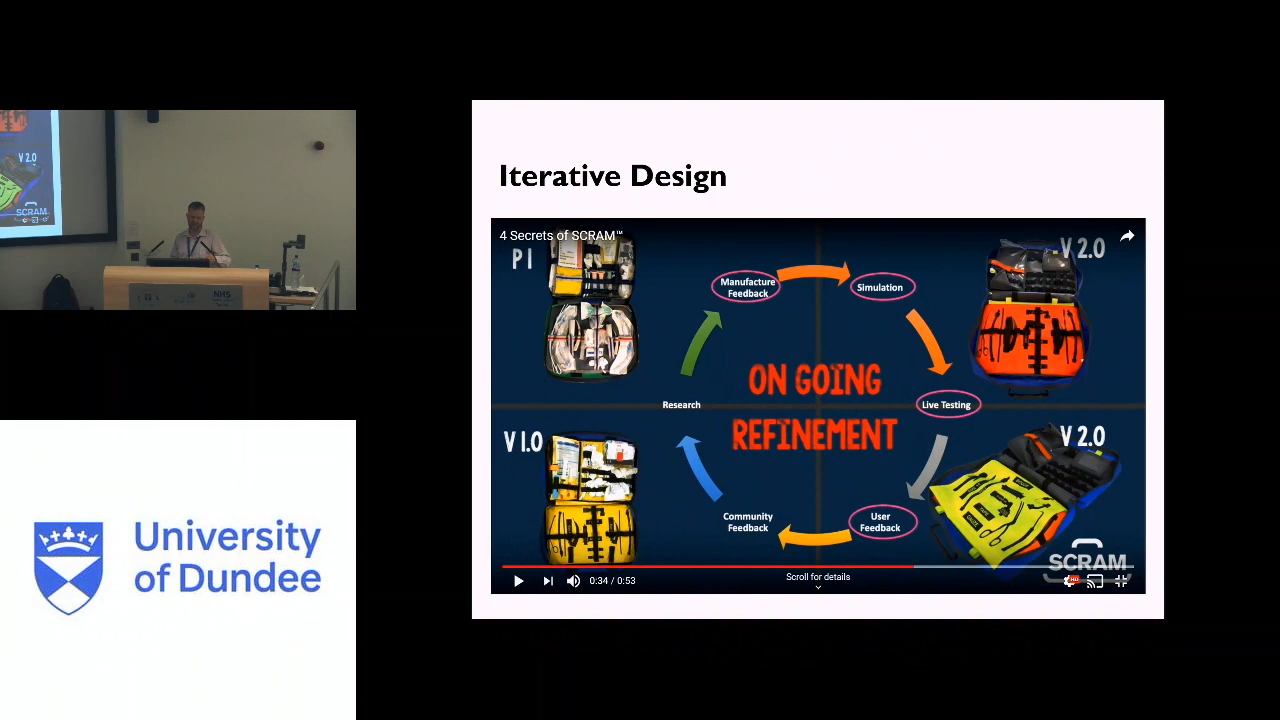 V 2.0
SCRAM
NHS
University
of Dundee
Iterative Design
4 Secrets of SCRAM™
P1
V 2.0
Manufacture
Feedback
Simulation
ON GOING
REFINEMENT
Research
Live Testing
V 1.0
V 2.0
Community
Feedback
User
Feedback
SCRAM
0:34 / 0:53
Scroll for details
HD